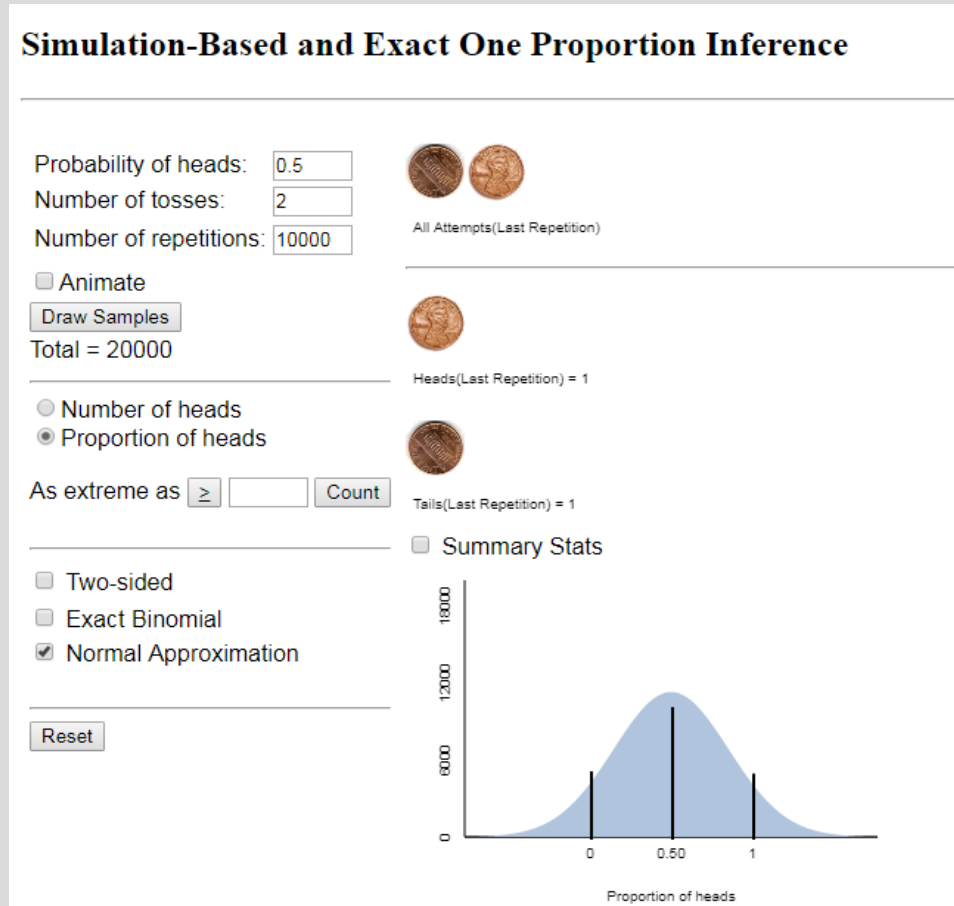 Simulation-Based and Exact One Proportion Inference
Probability of heads: 0.5
Number of tosses: 2
Number of repetitions: 10000
Animate
Draw Samples
Total = 20000
Number of heads
Proportion of heads
As extreme as ≥ Count
Two-sided
Exact Binomial
Normal Approximation
Reset
All Attempts(Last Repetition)
Heads(Last Repetition) = 1
Tails(Last Repetition) = 1
Summary Stats
18000
12000
6000
0
0 0.50 1
Proportion of heads